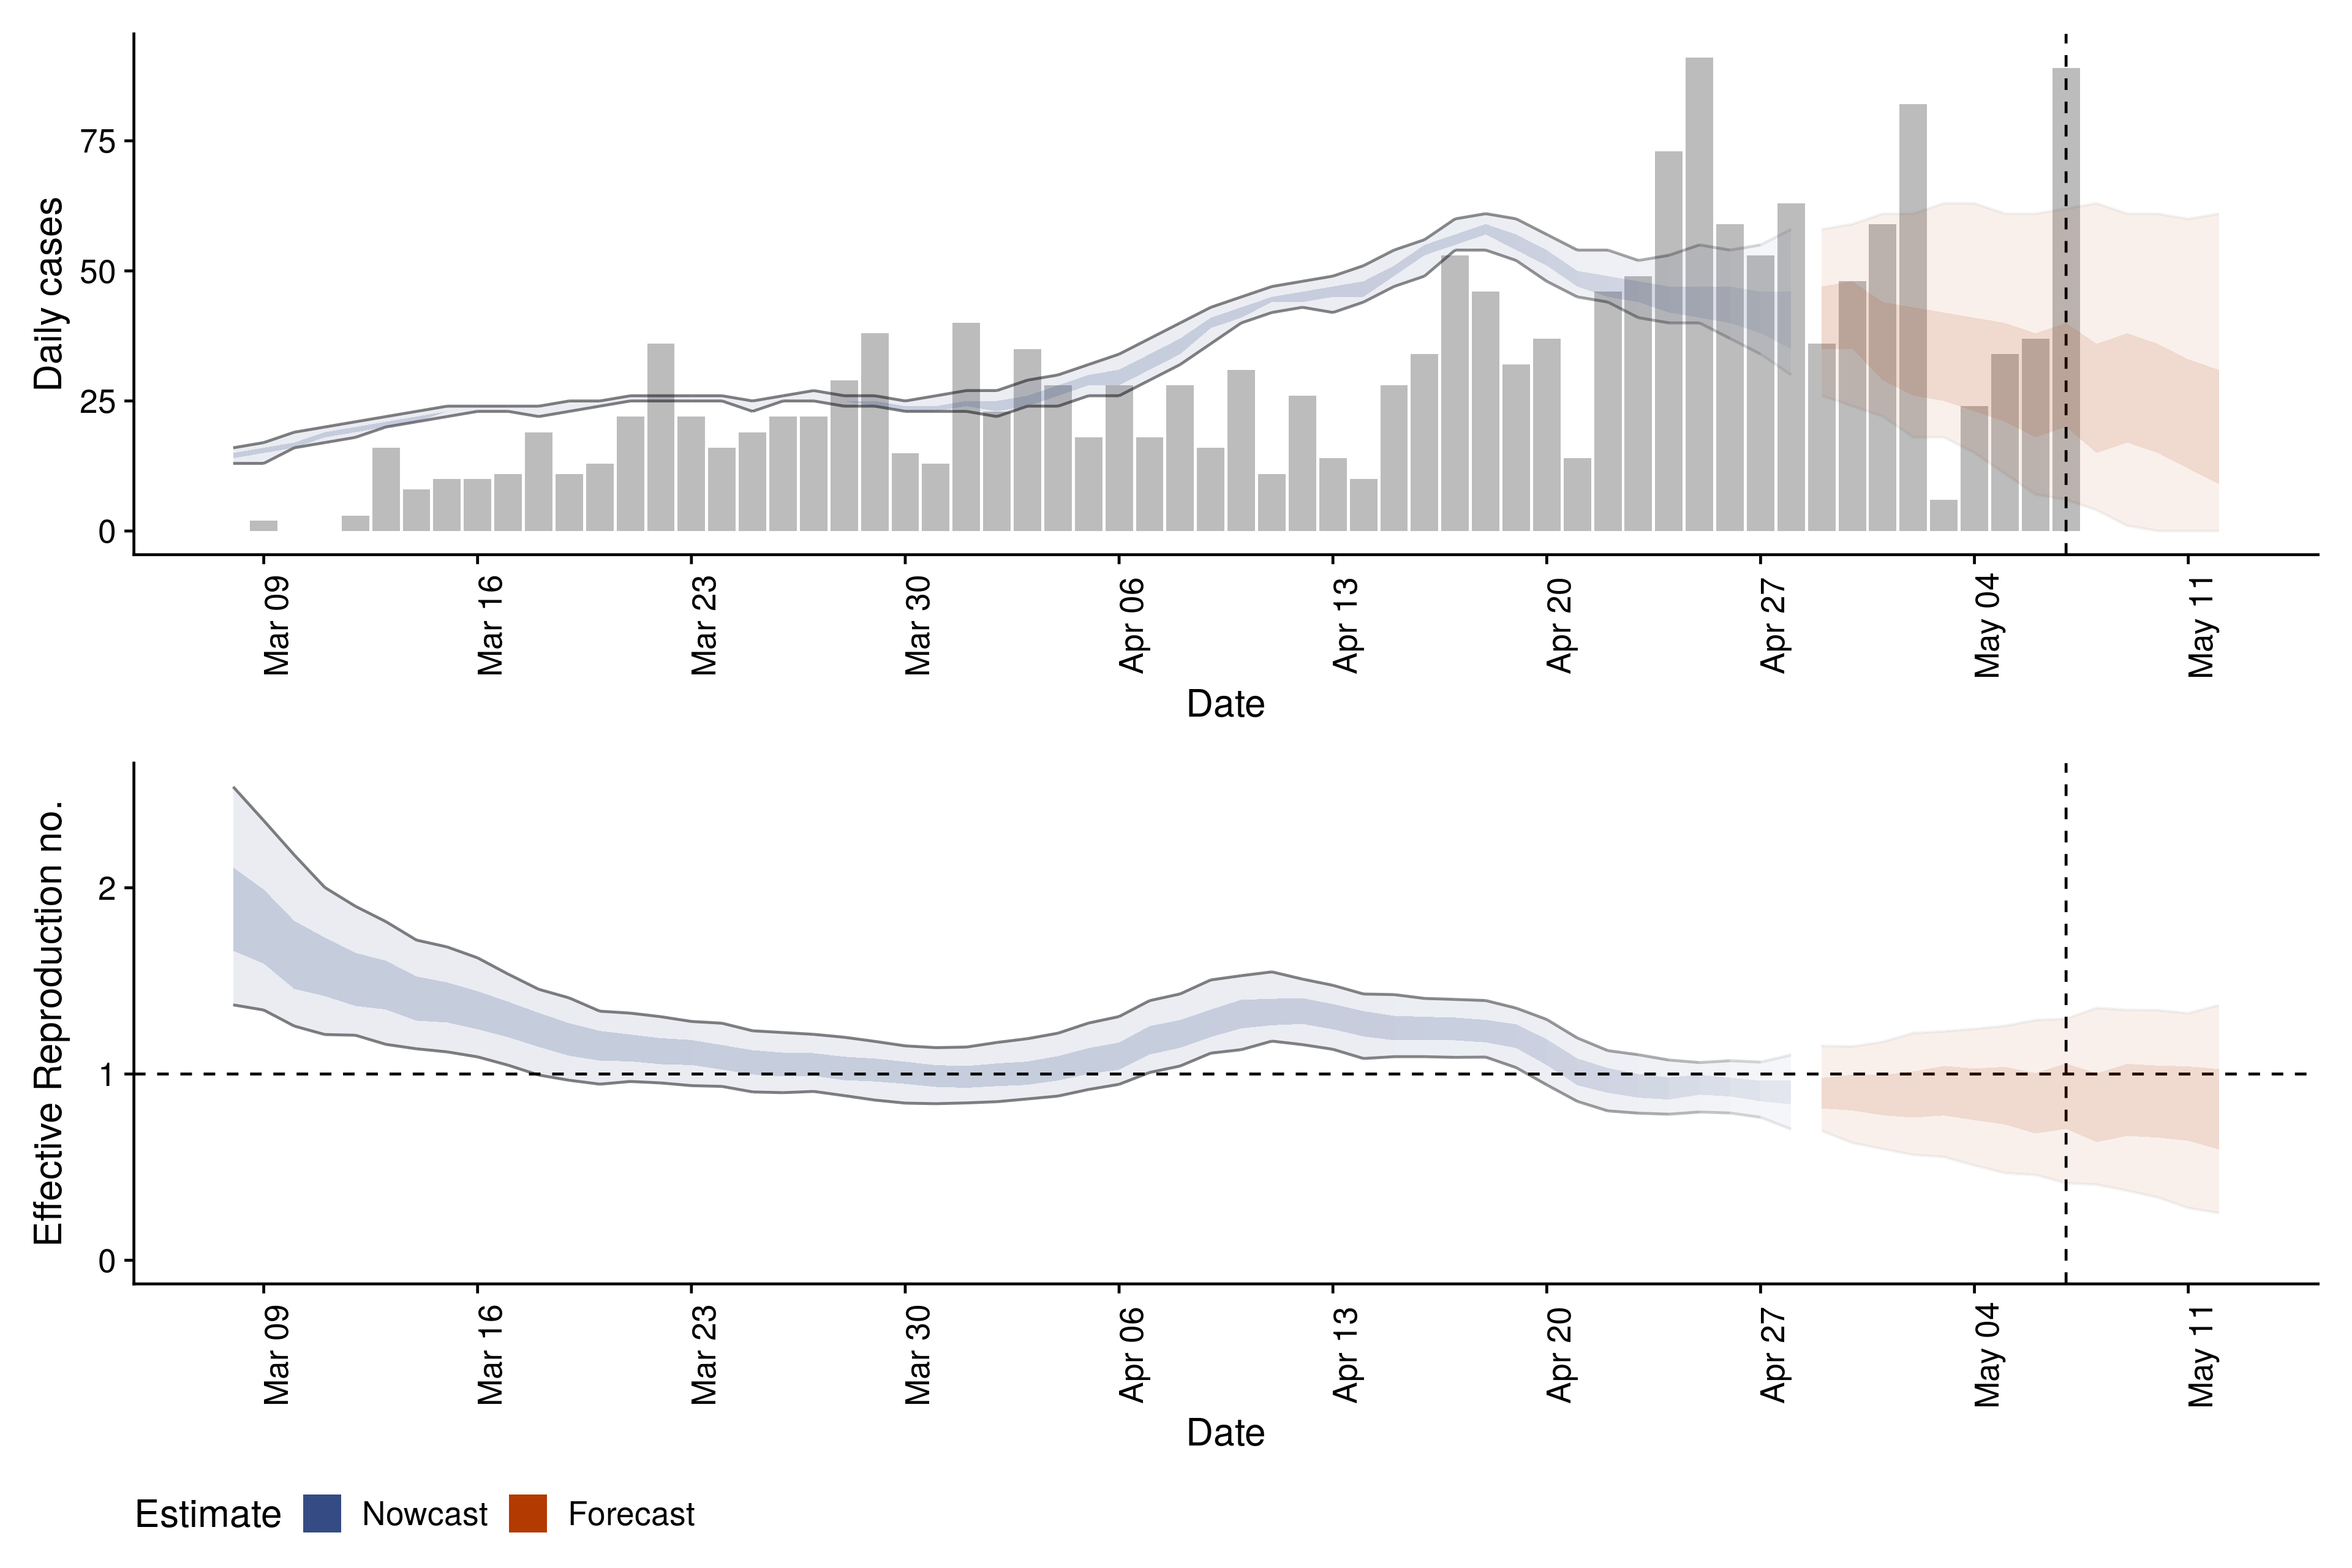 Daily cases
75
50
25
0
Mar 09
Mar 16
Mar 23
Mar 30
Apr 06
Apr 13
Apr 20
Apr 27
May 04
May 11
Date
Effective Reproduction no.
2
1
0
Mar 09
Mar 16
Mar 23
Mar 30
Apr 06
Apr 13
Apr 20
Apr 27
May 04
May 11
Date
Estimate Nowcast Forecast